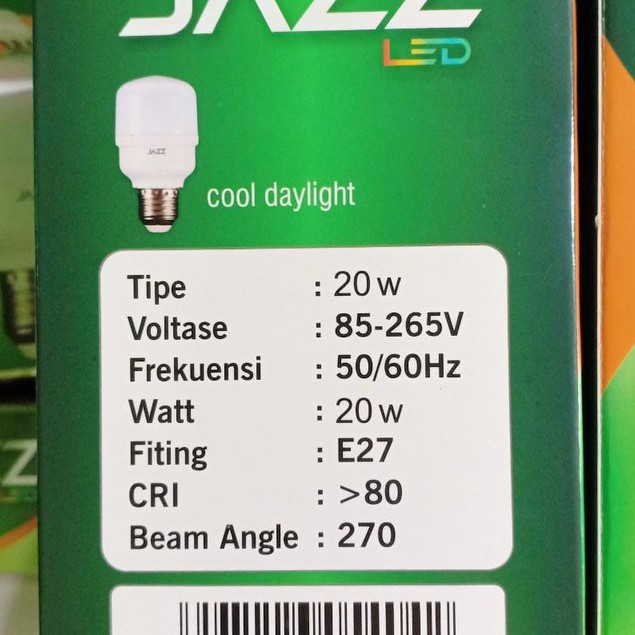 JAZZ
LED
JAZZ
cool daylight
Tipe : 20 w
Voltase : 85-265V
Frekuensi : 50/60Hz
Watt : 20 w
Fiting : E27
CRI : >80
Beam Angle : 270